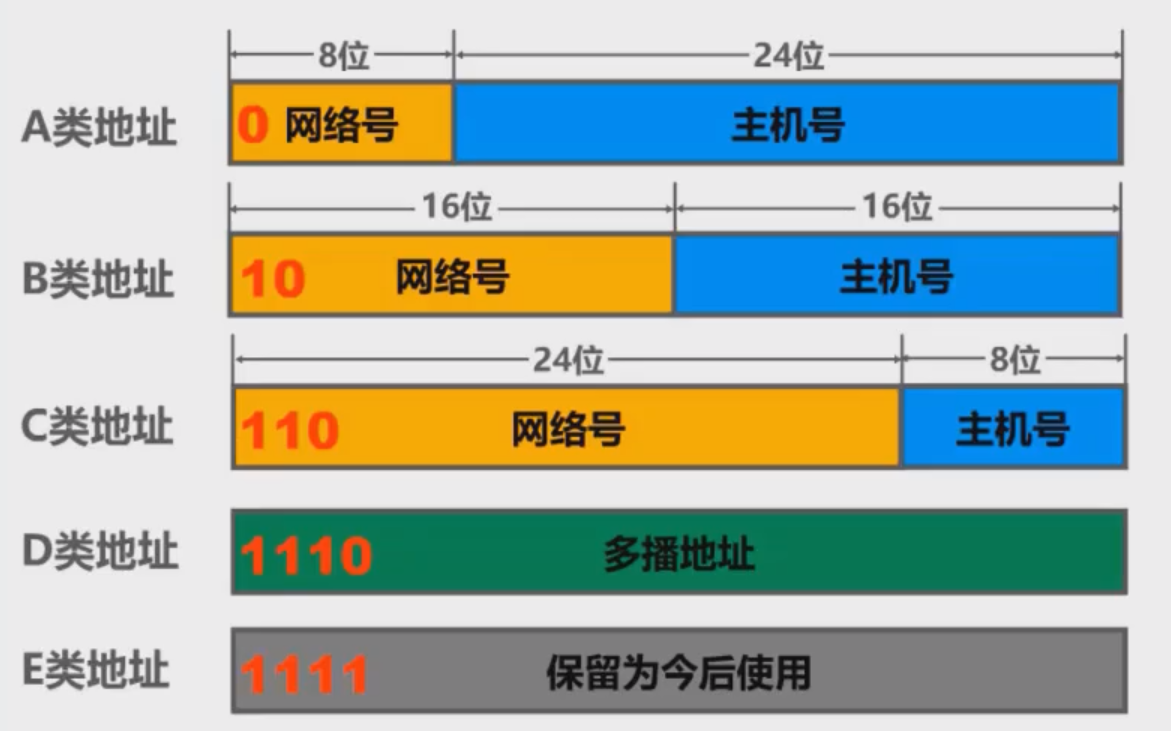 8位 24位
A类地址 0 网络号 主机号
16位 16位
B类地址 10 网络号 主机号
24位 8位
C类地址 110 网络号 主机号
D类地址 1110 多播地址
E类地址 1111 保留为今后使用